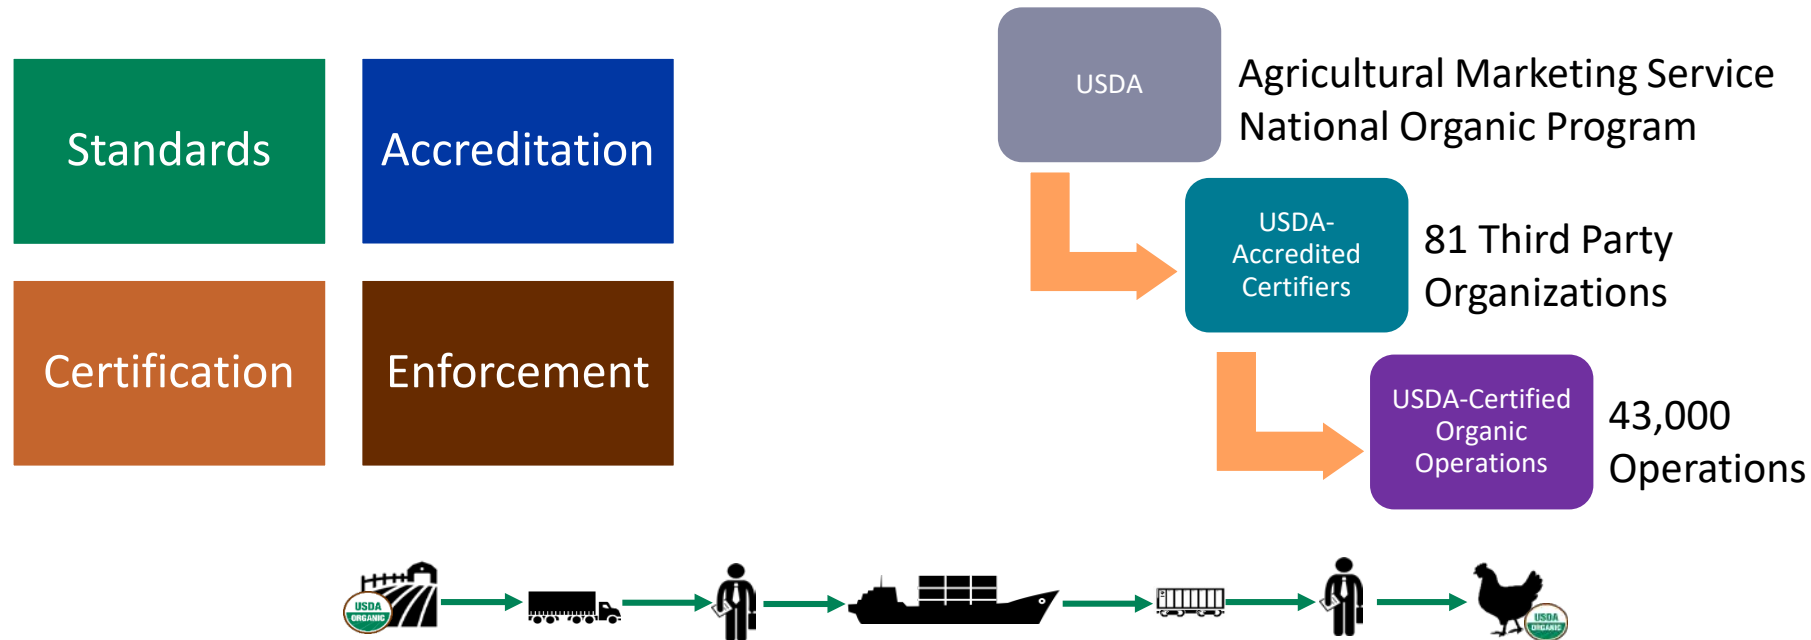 Standards
Accreditation
Certification
Enforcement
USDA
Agricultural Marketing Service
National Organic Program
USDA-
Accredited
Certifiers
81 Third Party
Organizations
USDA-Certified
Organic
Operations
43,000
Operations
USDA
ORGANIC
USDA
ORGANIC